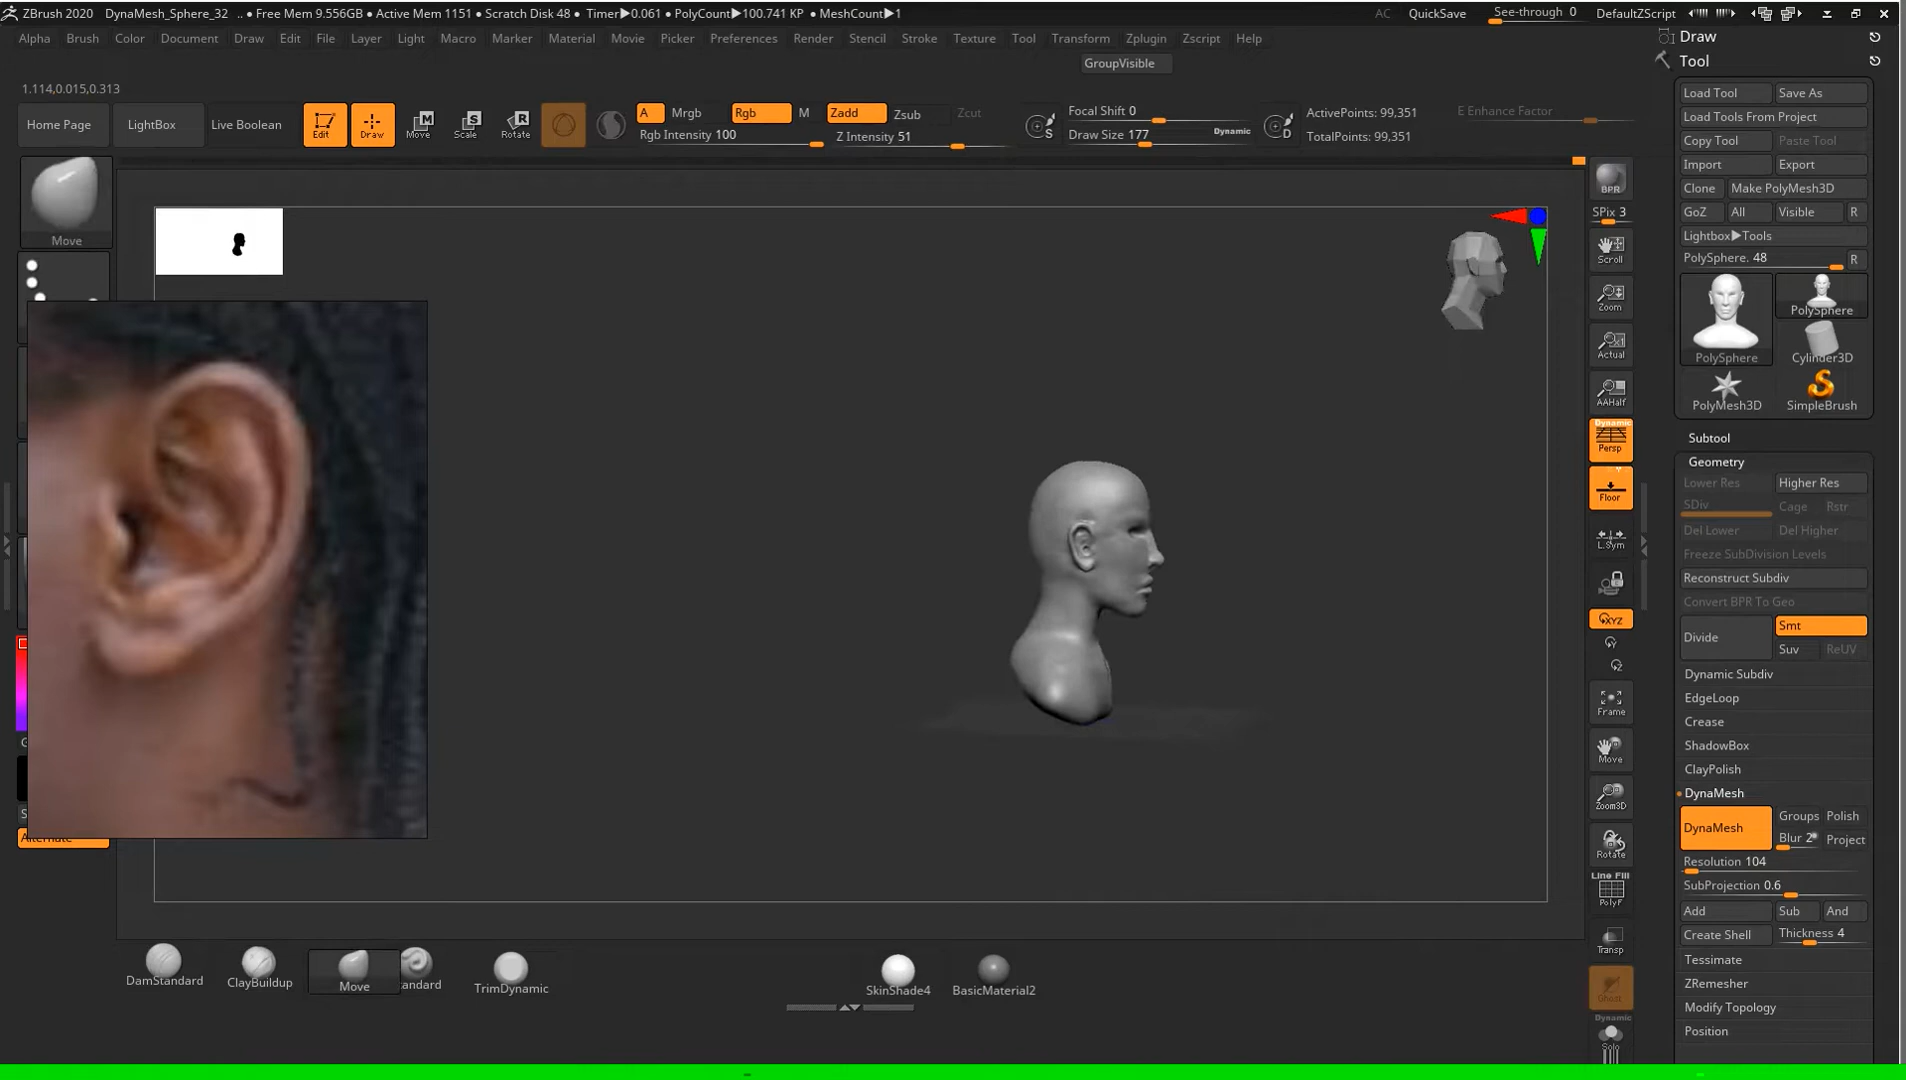 ZBrush 2020 DynaMesh_Sphere_32 .. • Free Mem 9.556GB • Active Mem 1151 • Scratch Disk 48 • Timer▶0.061 • PolyCount▶100.741 KP • MeshCount▶1 AC QuickSave See-through 0 DefaultZScript
Alpha Brush Color Document Draw Edit File Layer Light Macro Marker Material Movie Picker Preferences Render Stencil Stroke Texture Tool Transform Zplugin Zscript Help
GroupVisible
1.114,0.015,0.313
Home Page LightBox Live Boolean Edit Draw Move Scale Rotate
A Mrgb Rgb M Zadd Zsub Zcut
Rgb Intensity 100 Z Intensity 51
Focal Shift 0
Draw Size 177 Dynamic
ActivePoints: 99,351
TotalPoints: 99,351
E Enhance Factor
Move
Alternate
BPR
SPix 3
Scroll
Zoom
Actual
AAHalf
Dynamic
Persp
Floor
L.Sym
XYZ
Y
Z
Frame
Move
Zoom3D
Rotate
Line Fill
PolyF
Transp
Ghost
Dynamic
Solo
Draw
Tool
Load Tool Save As
Load Tools From Project
Copy Tool Paste Tool
Import Export
Clone Make PolyMesh3D
GoZ All Visible R
Lightbox▶Tools
PolySphere. 48 R
PolySphere PolySphere
Cylinder3D
PolyMesh3D SimpleBrush
Subtool
Geometry
Lower Res Higher Res
SDiv Cage Rstr
Del Lower Del Higher
Freeze SubDivision Levels
Reconstruct Subdiv
Convert BPR To Geo
Divide Smt
Suv ReUV
Dynamic Subdiv
EdgeLoop
Crease
ShadowBox
ClayPolish
DynaMesh
DynaMesh Groups Polish
Blur 2 Project
Resolution 104
SubProjection 0.6
Add Sub And
Create Shell Thickness 4
Tessimate
ZRemesher
Modify Topology
Position
DamStandard ClayBuildup Move andard TrimDynamic SkinShade4 BasicMaterial2